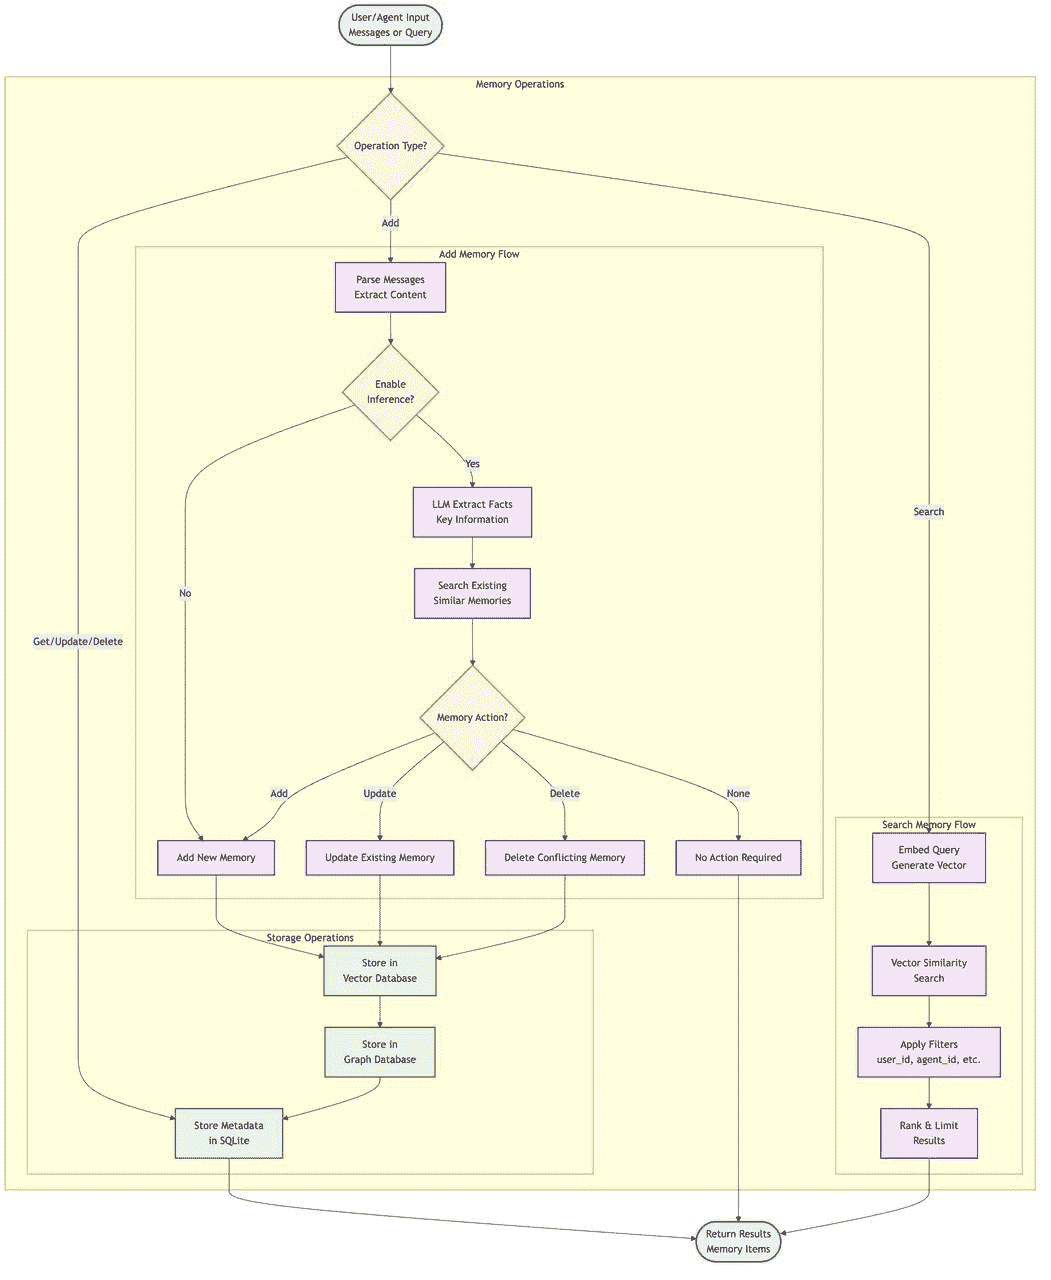 User/Agent Input
Messages or Query
Memory Operations
Operation Type?
Add
Add Memory Flow
Parse Messages
Extract Content
Enable
Inference?
Yes
LLM Extract Facts
Key Information
Search
Search Existing
Similar Memories
No
Get/Update/Delete
Memory Action?
Add
Update
Delete
None
Search Memory Flow
Add New Memory
Update Existing Memory
Delete Conflicting Memory
No Action Required
Embed Query
Generate Vector
Storage Operations
Store in
Vector Database
Vector Similarity
Search
Store in
Graph Database
Apply Filters
user_id, agent_id, etc.
Store Metadata
in SQLite
Rank & Limit
Results
Return Results
Memory Items